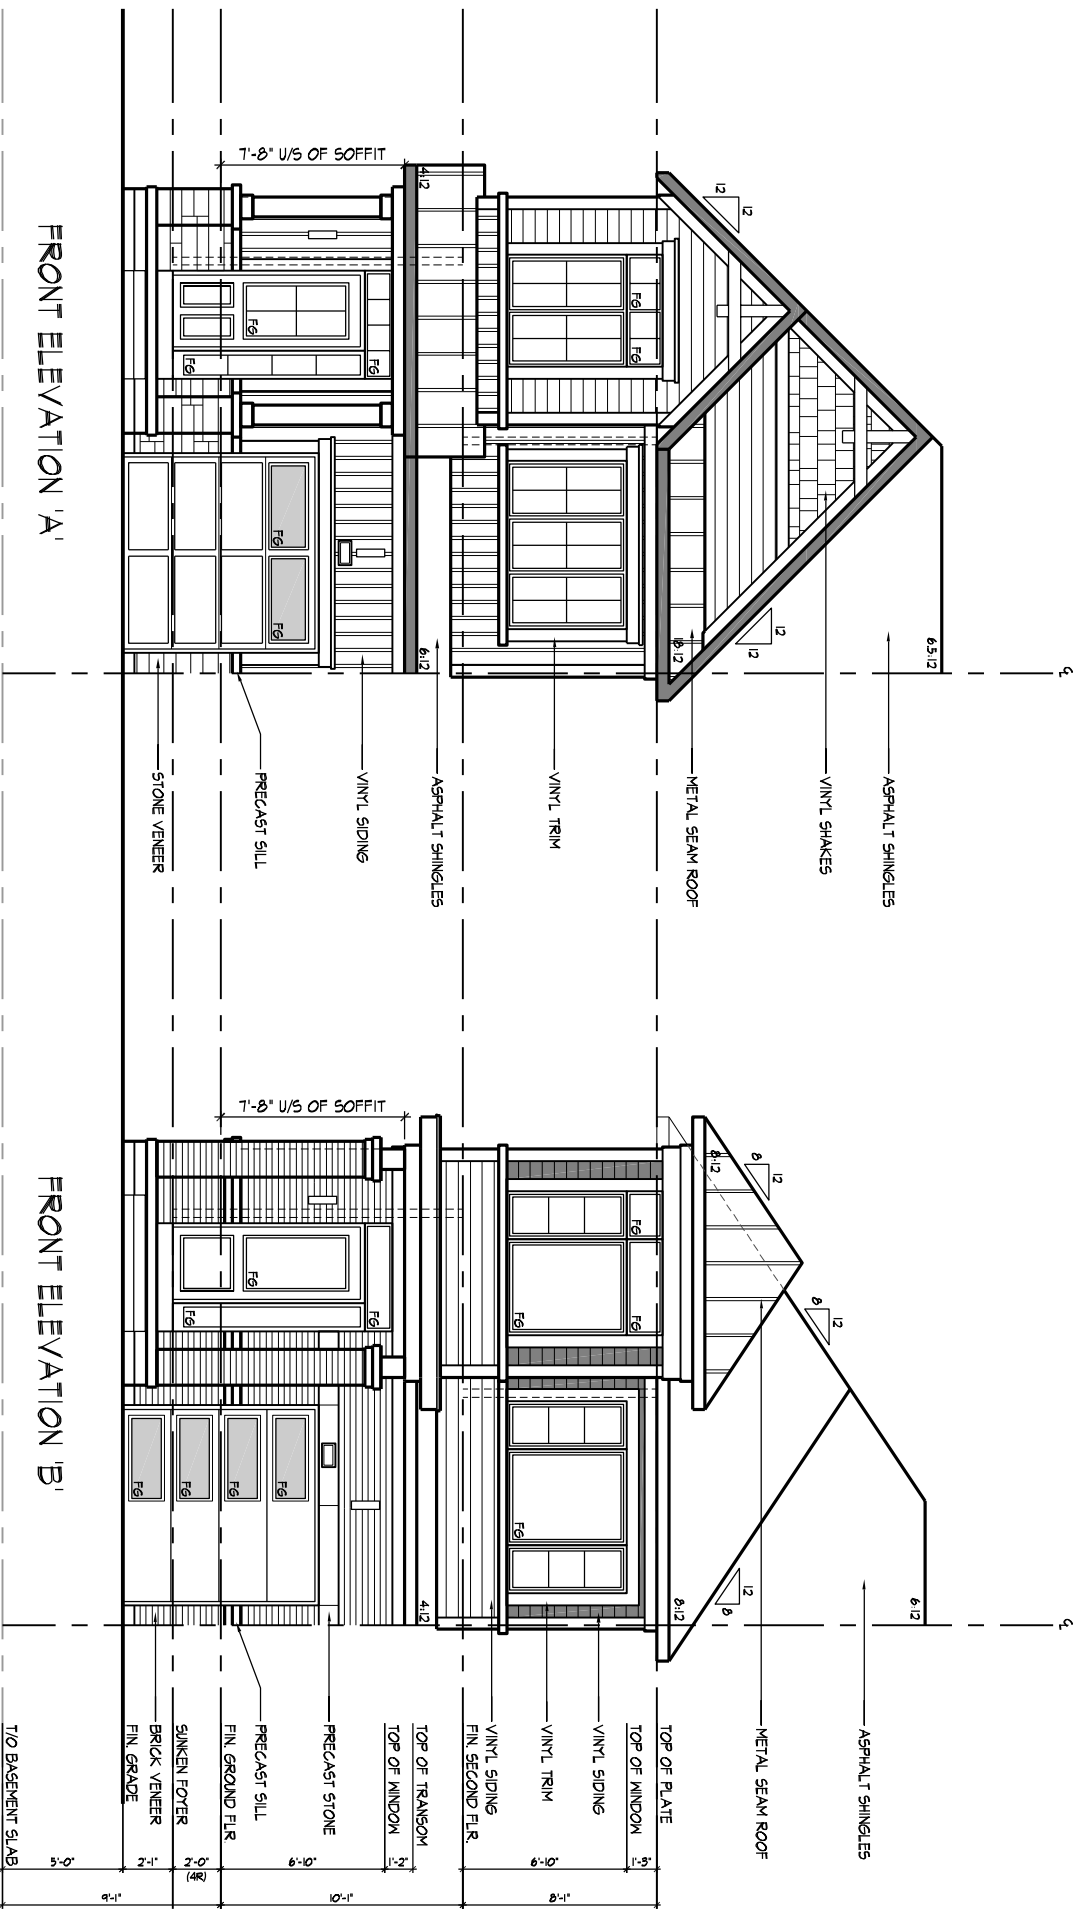 ℄
6.5:12
ASPHALT SHINGLES
VINYL SHAKES
12
12
12
12
18:12
METAL SEAM ROOF
VINYL TRIM
FG
FG
ASPHALT SHINGLES
4:12
6:12
7'-8" U/S OF SOFFIT
VINYL SIDING
FG
FG
FG
FG
FG
PRECAST SILL
STONE VENEER
FRONT ELEVATION 'A'
℄
6:12
ASPHALT SHINGLES
12
8
12
8
12
8
8:12
8:12
METAL SEAM ROOF
TOP OF PLATE
TOP OF WINDOW
VINYL SIDING
VINYL TRIM
VINYL SIDING
FIN. SECOND FLR.
FG
FG
FG
FG
4:12
7'-8" U/S OF SOFFIT
TOP OF TRANSOM
TOP OF WINDOW
PRECAST STONE
PRECAST SILL
FIN. GROUND FLR.
SUNKEN FOYER
BRICK VENEER
FIN. GRADE
T/O BASEMENT SLAB
FG
FG
FG
FG
FG
FG
FG
1'-3"
6'-10"
8'-1"
1'-2"
6'-10"
10'-1"
2'-0"
(4R)
2'-1"
5'-0"
9'-1"
FRONT ELEVATION 'B'